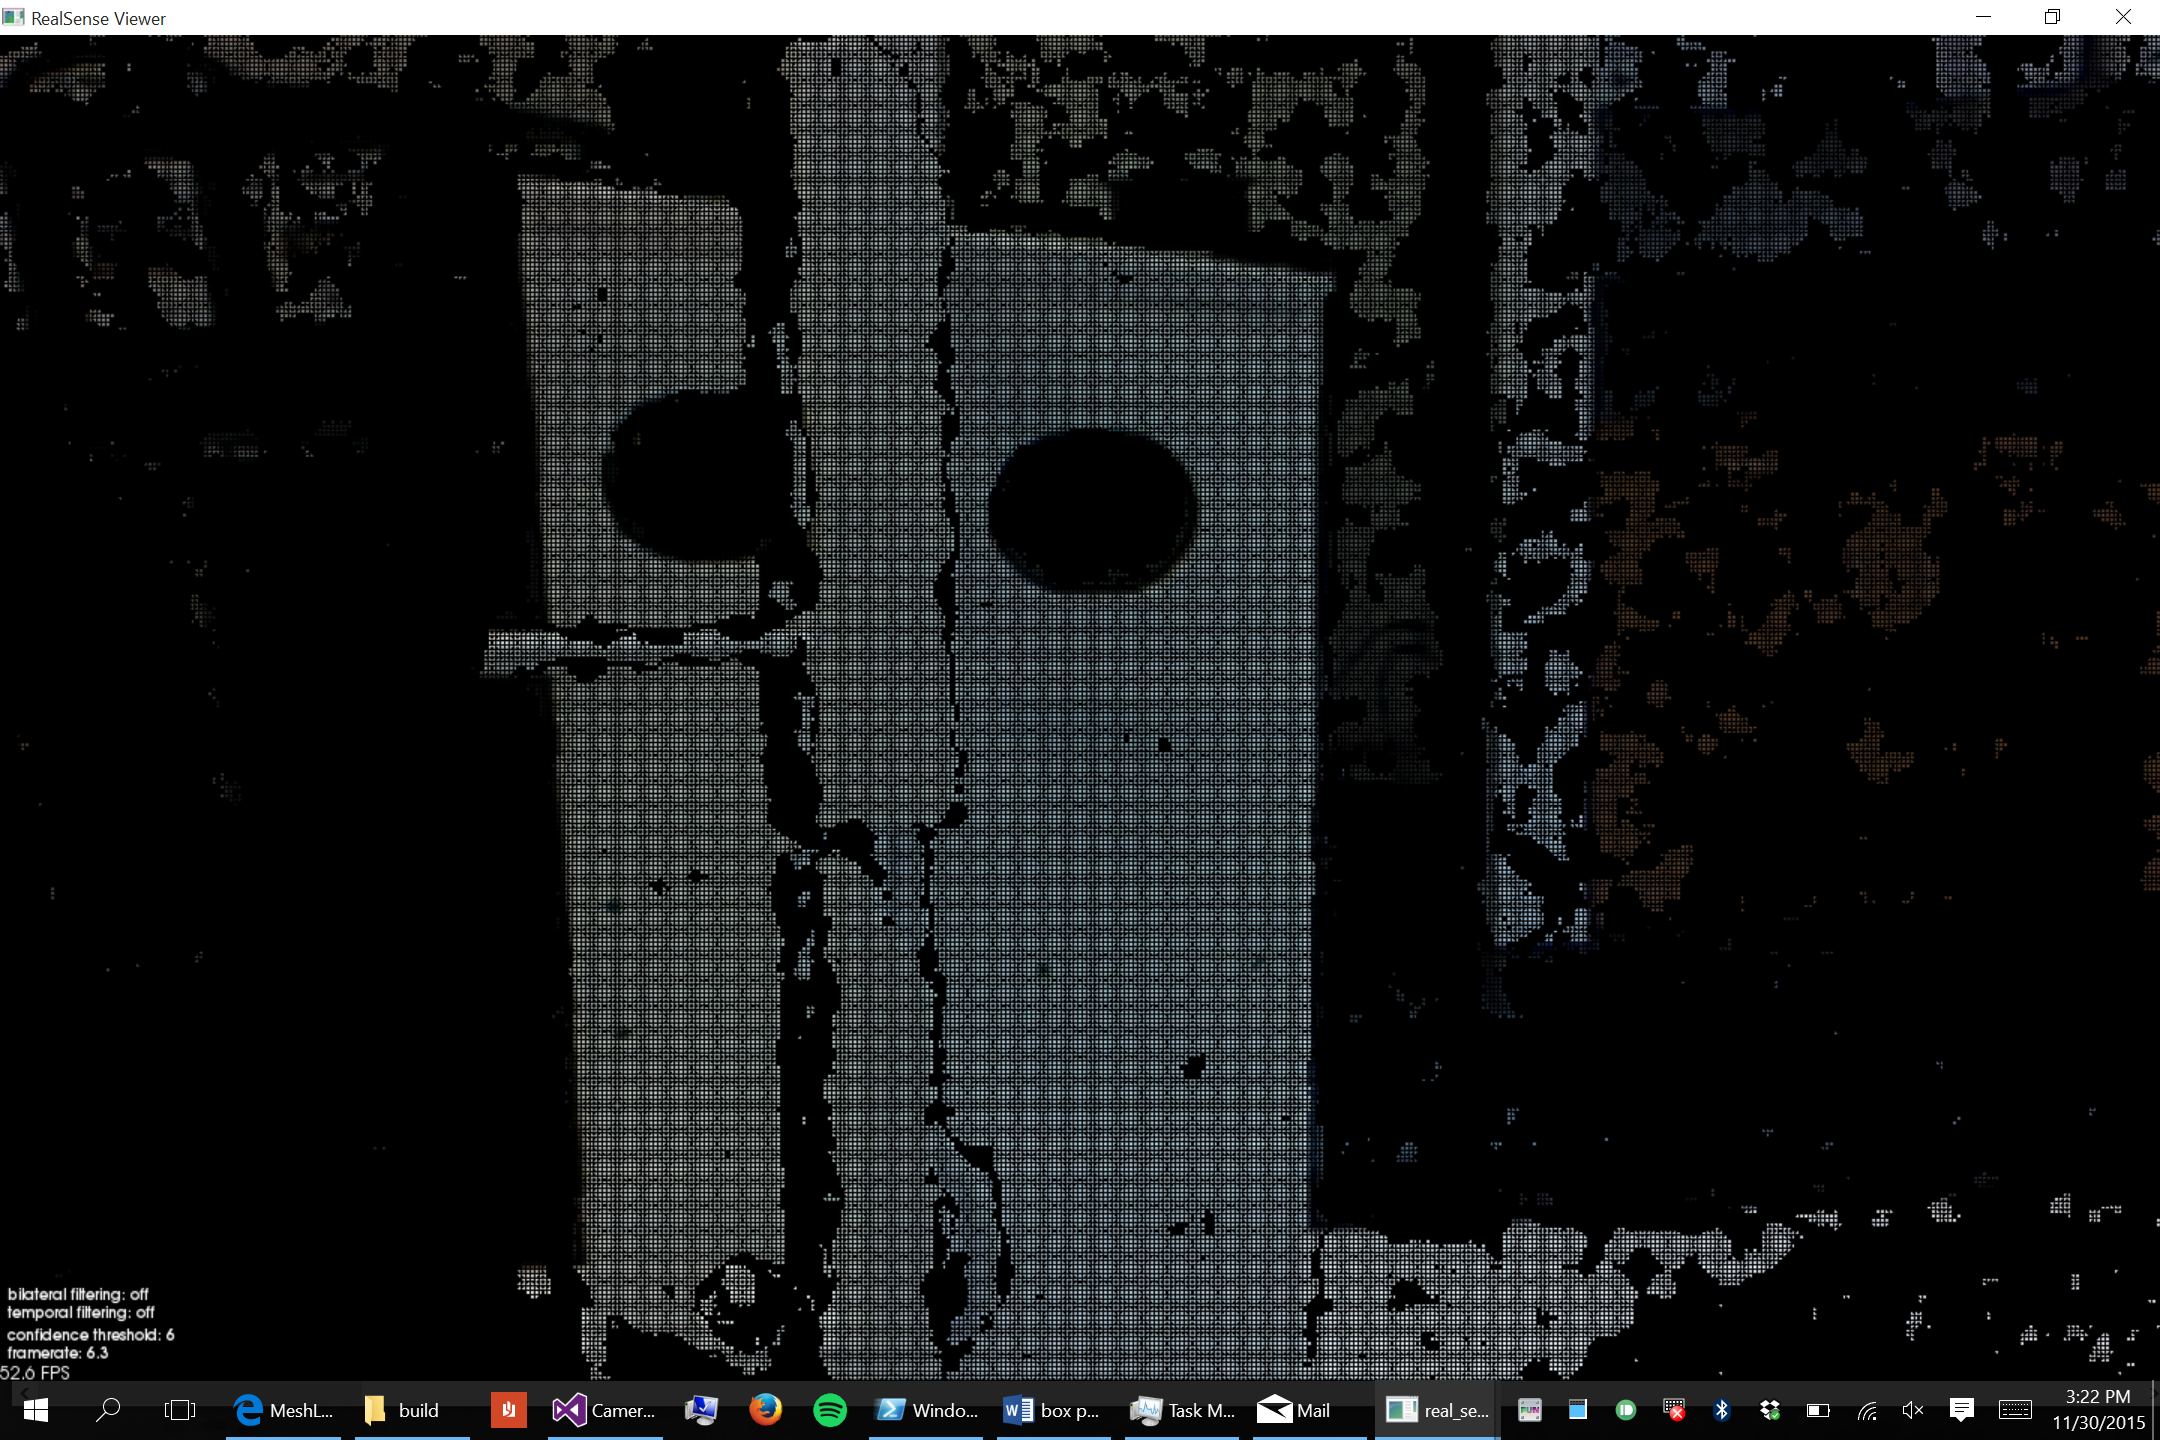 RealSense Viewer
bilateral filtering: off
temporal filtering: off
confidence threshold: 6
framerate: 6.3
52.6 FPS
MeshL...
build
Camer...
Windo...
box p...
Task M...
Mail
real_se...
FUN
3:22 PM
11/30/2015